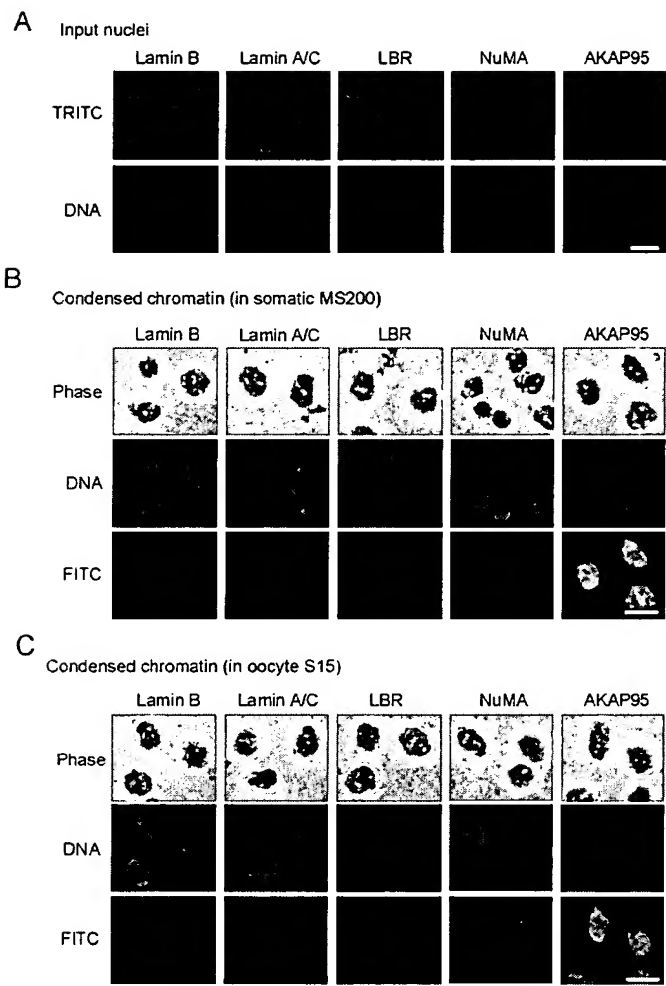 A
Input nuclei
Lamin B Lamin A/C LBR NuMA AKAP95
TRITC
DNA
B
Condensed chromatin (in somatic MS200)
Lamin B Lamin A/C LBR NuMA AKAP95
Phase
DNA
FITC
C
Condensed chromatin (in oocyte S15)
Lamin B Lamin A/C LBR NuMA AKAP95
Phase
DNA
FITC